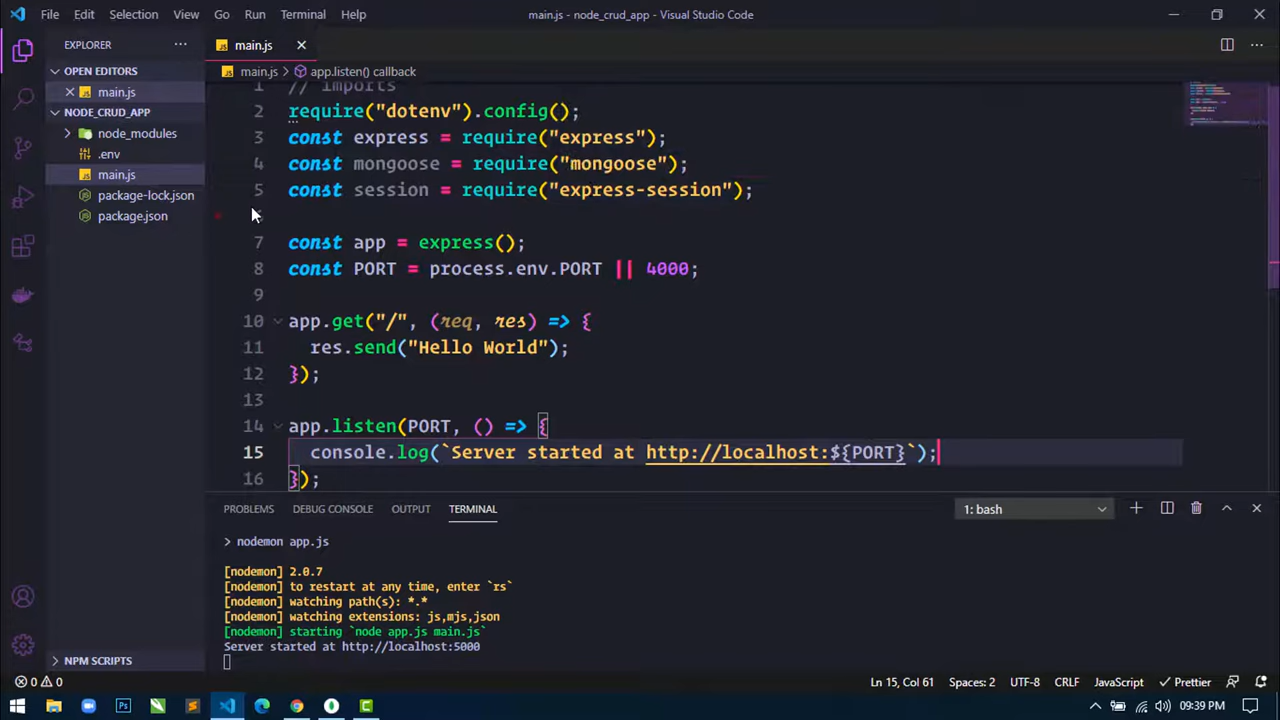 File Edit Selection View Go Run Terminal Help main.js - node_crud_app - Visual Studio Code
EXPLORER
OPEN EDITORS
main.js
NODE_CRUD_APP
node_modules
.env
main.js
package-lock.json
package.json
NPM SCRIPTS
main.js
main.js > app.listen() callback
1 // imports
2 require("dotenv").config();
3 const express = require("express");
4 const mongoose = require("mongoose");
5 const session = require("express-session");
7 const app = express();
8 const PORT = process.env.PORT || 4000;
9
10 app.get("/", (req, res) => {
11 res.send("Hello World");
12 });
13
14 app.listen(PORT, () => {
15 console.log(`Server started at http://localhost:${PORT}`);
16 });
PROBLEMS DEBUG CONSOLE OUTPUT TERMINAL 1: bash
> nodemon app.js
[nodemon] 2.0.7
[nodemon] to restart at any time, enter `rs`
[nodemon] watching path(s): *.*
[nodemon] watching extensions: js,mjs,json
[nodemon] starting `node app.js main.js`
Server started at http://localhost:5000
0 0 Ln 15, Col 61 Spaces: 2 UTF-8 CRLF JavaScript Prettier
Ps 09:39 PM